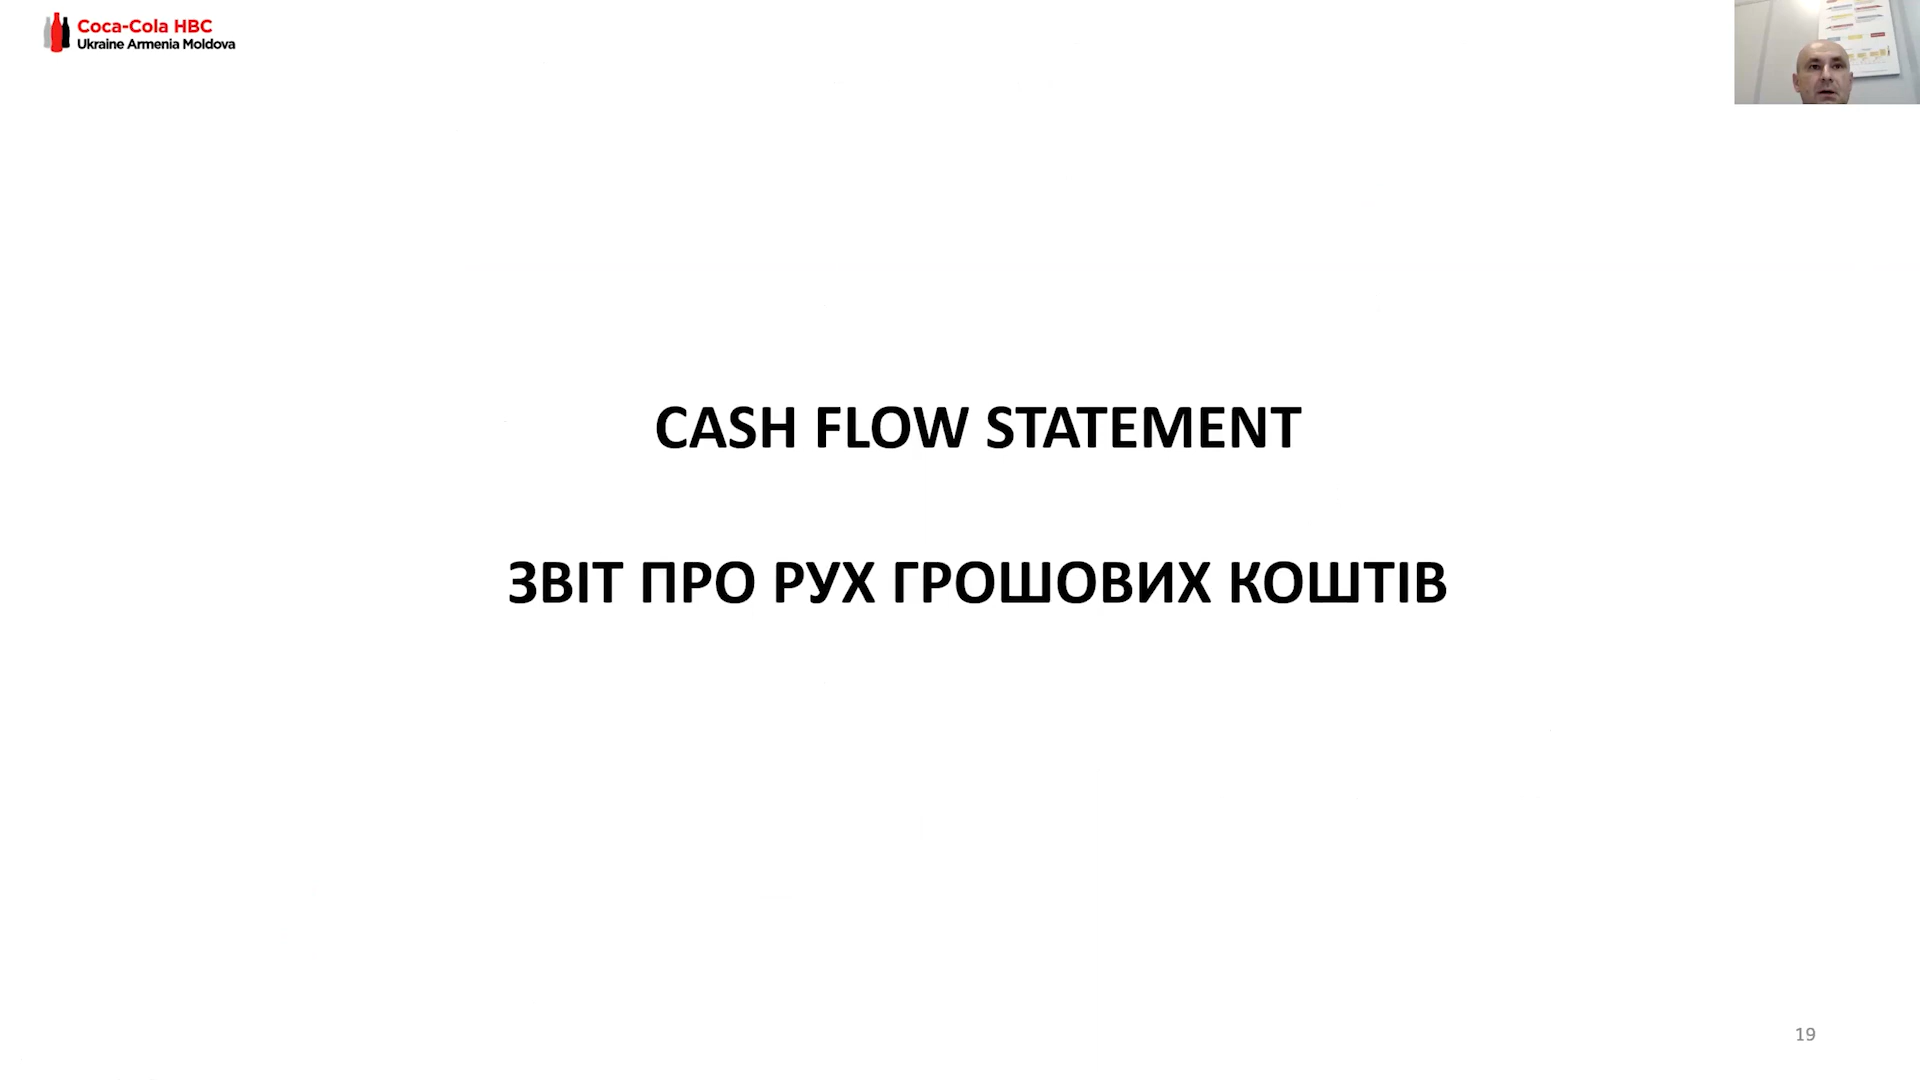 Coca-Cola HBC
Ukraine Armenia Moldova
CASH FLOW STATEMENT
ЗВІТ ПРО РУХ ГРОШОВИХ КОШТІВ
19